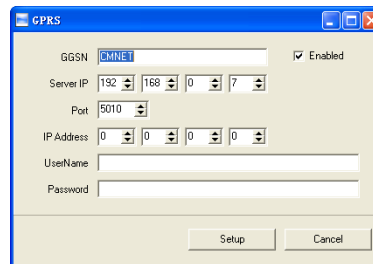 GPRS
GGSN CMNET Enabled
Server IP 192 168 0 7
Port 5010
IP Address 0 0 0 0
UserName
Password
Setup Cancel